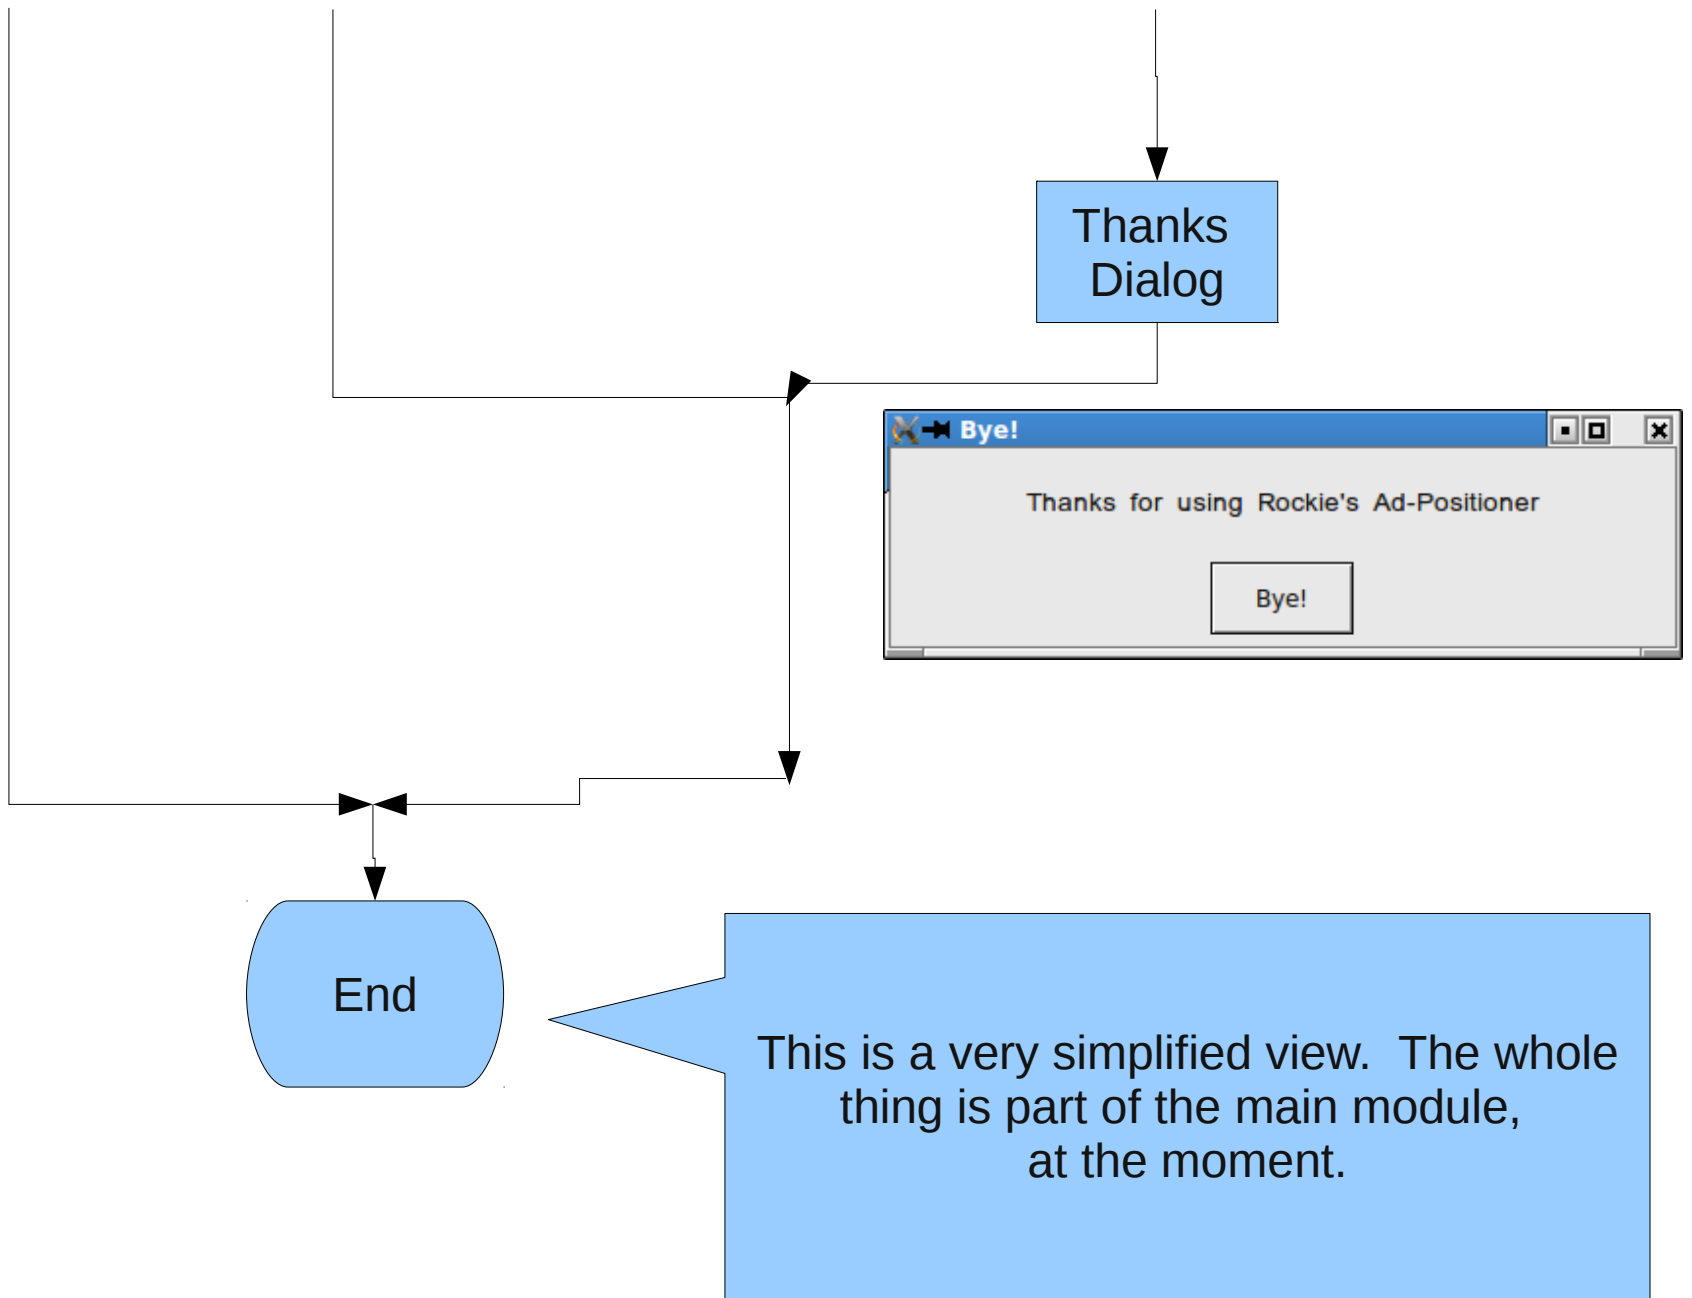 Thanks
Dialog
Bye!
Thanks for using Rockie's Ad-Positioner
Bye!
End
This is a very simplified view. The whole
thing is part of the main module,
at the moment.